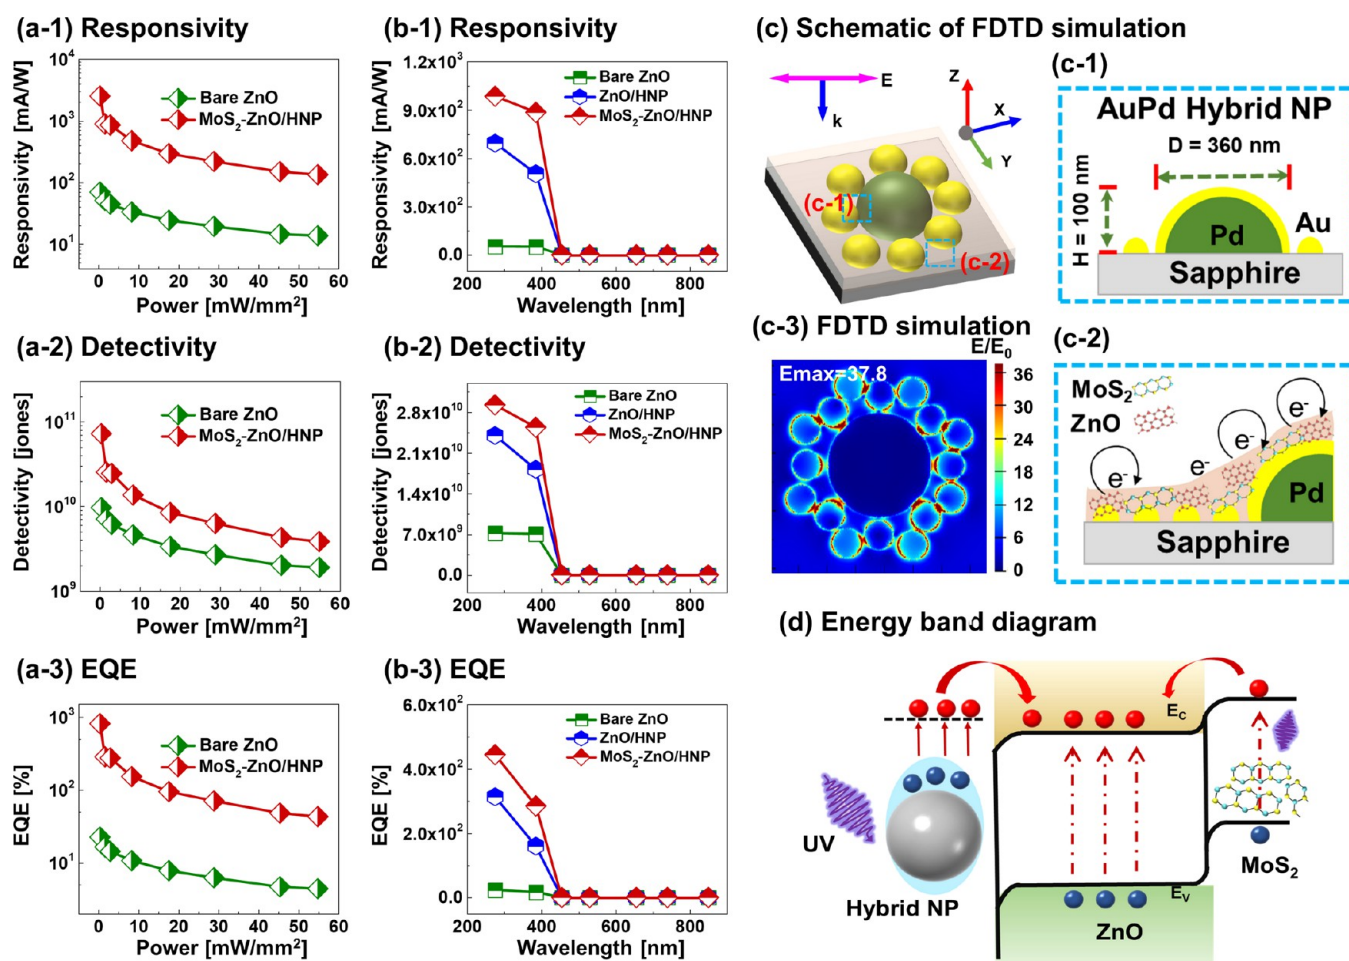 (a-1) Responsivity
Responsivity [mA/W]
10⁴
10³
10²
10¹
Bare ZnO
MoS₂-ZnO/HNP
0 10 20 30 40 50 60
Power [mW/mm²]
(b-1) Responsivity
Responsivity [mA/W]
1.2x10³
9.0x10²
6.0x10²
3.0x10²
0.0
Bare ZnO
ZnO/HNP
MoS₂-ZnO/HNP
200 400 600 800
Wavelength [nm]
(c) Schematic of FDTD simulation
E
k
Z
X
Y
(c-1)
(c-2)
(c-1)
AuPd Hybrid NP
D = 360 nm
H = 100 nm
Pd
Au
Sapphire
(a-2) Detectivity
Detectivity [jones]
10¹¹
10¹⁰
10⁹
Bare ZnO
MoS₂-ZnO/HNP
0 10 20 30 40 50 60
Power [mW/mm²]
(b-2) Detectivity
Detectivity [jones]
2.8x10¹⁰
2.1x10¹⁰
1.4x10¹⁰
7.0x10⁹
0.0
Bare ZnO
ZnO/HNP
MoS₂-ZnO/HNP
200 400 600 800
Wavelength [nm]
(c-3) FDTD simulation
E/E₀
Emax=37.8
36
30
24
18
12
6
0
(c-2)
MoS₂
ZnO
e⁻
e⁻
e⁻
e⁻
Pd
Sapphire
(a-3) EQE
EQE [%]
10³
10²
10¹
Bare ZnO
MoS₂-ZnO/HNP
0 10 20 30 40 50 60
Power [mW/mm²]
(b-3) EQE
EQE [%]
6.0x10²
4.0x10²
2.0x10²
0.0
Bare ZnO
ZnO/HNP
MoS₂-ZnO/HNP
200 400 600 800
Wavelength [nm]
(d) Energy band diagram
E_C
UV
Hybrid NP
E_V
ZnO
MoS₂